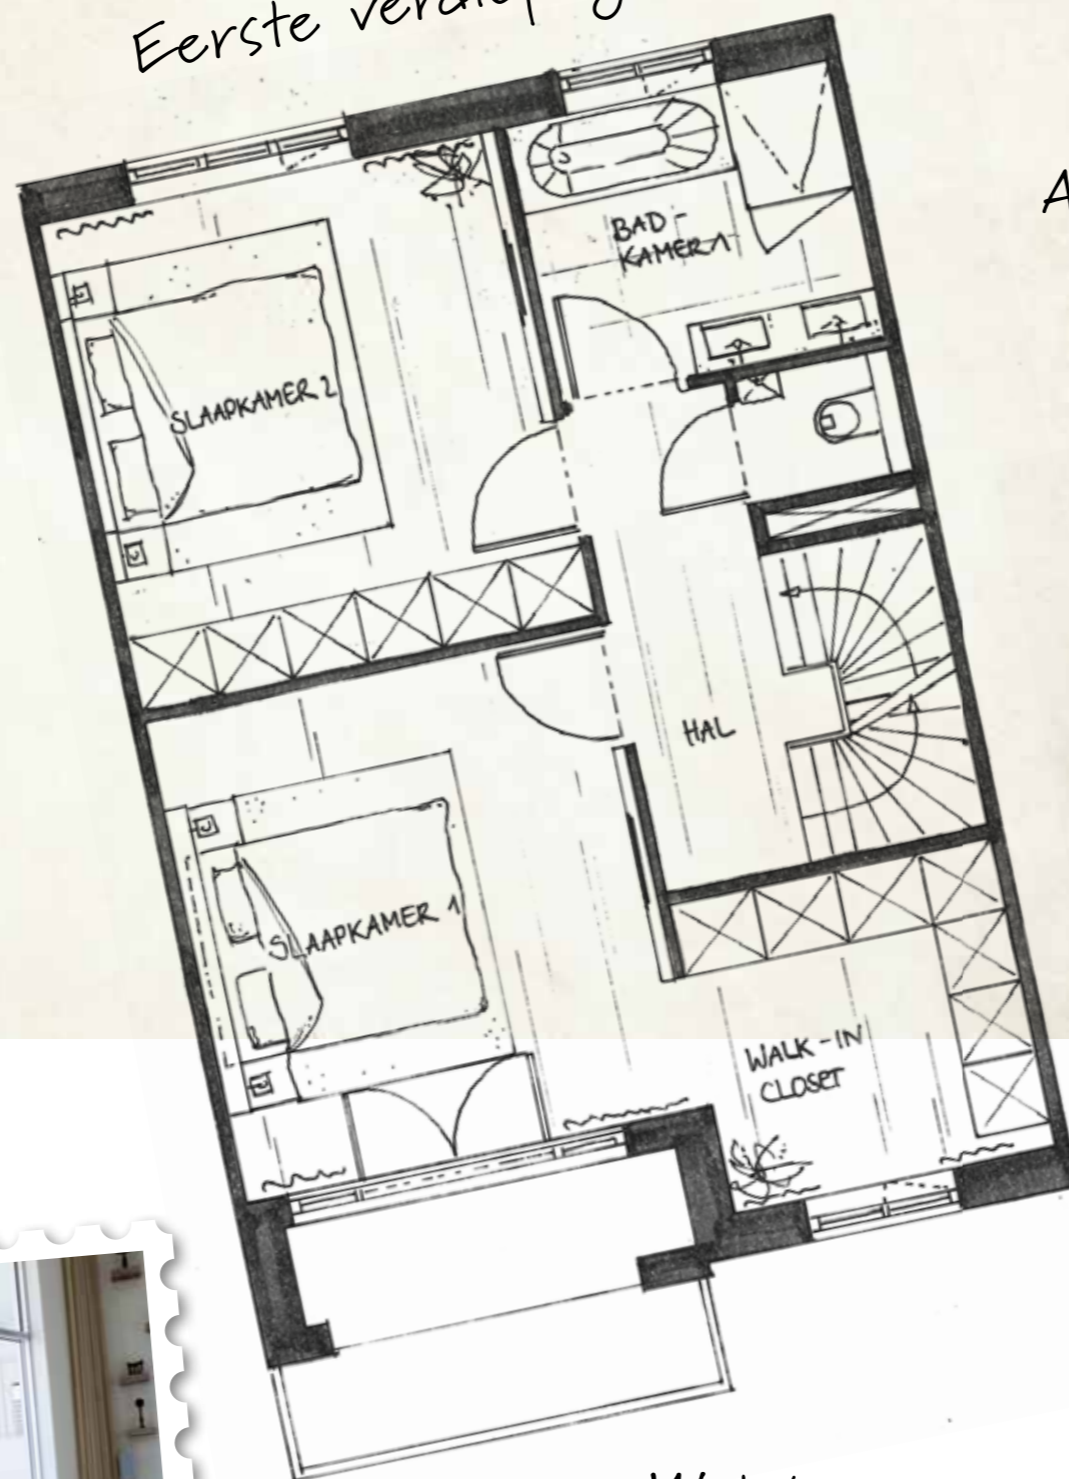 Eerste verdieping
BAD-
KAMER 1
SLAAPKAMER 2
HAL
SLAAPKAMER 1
WALK-IN
CLOSET